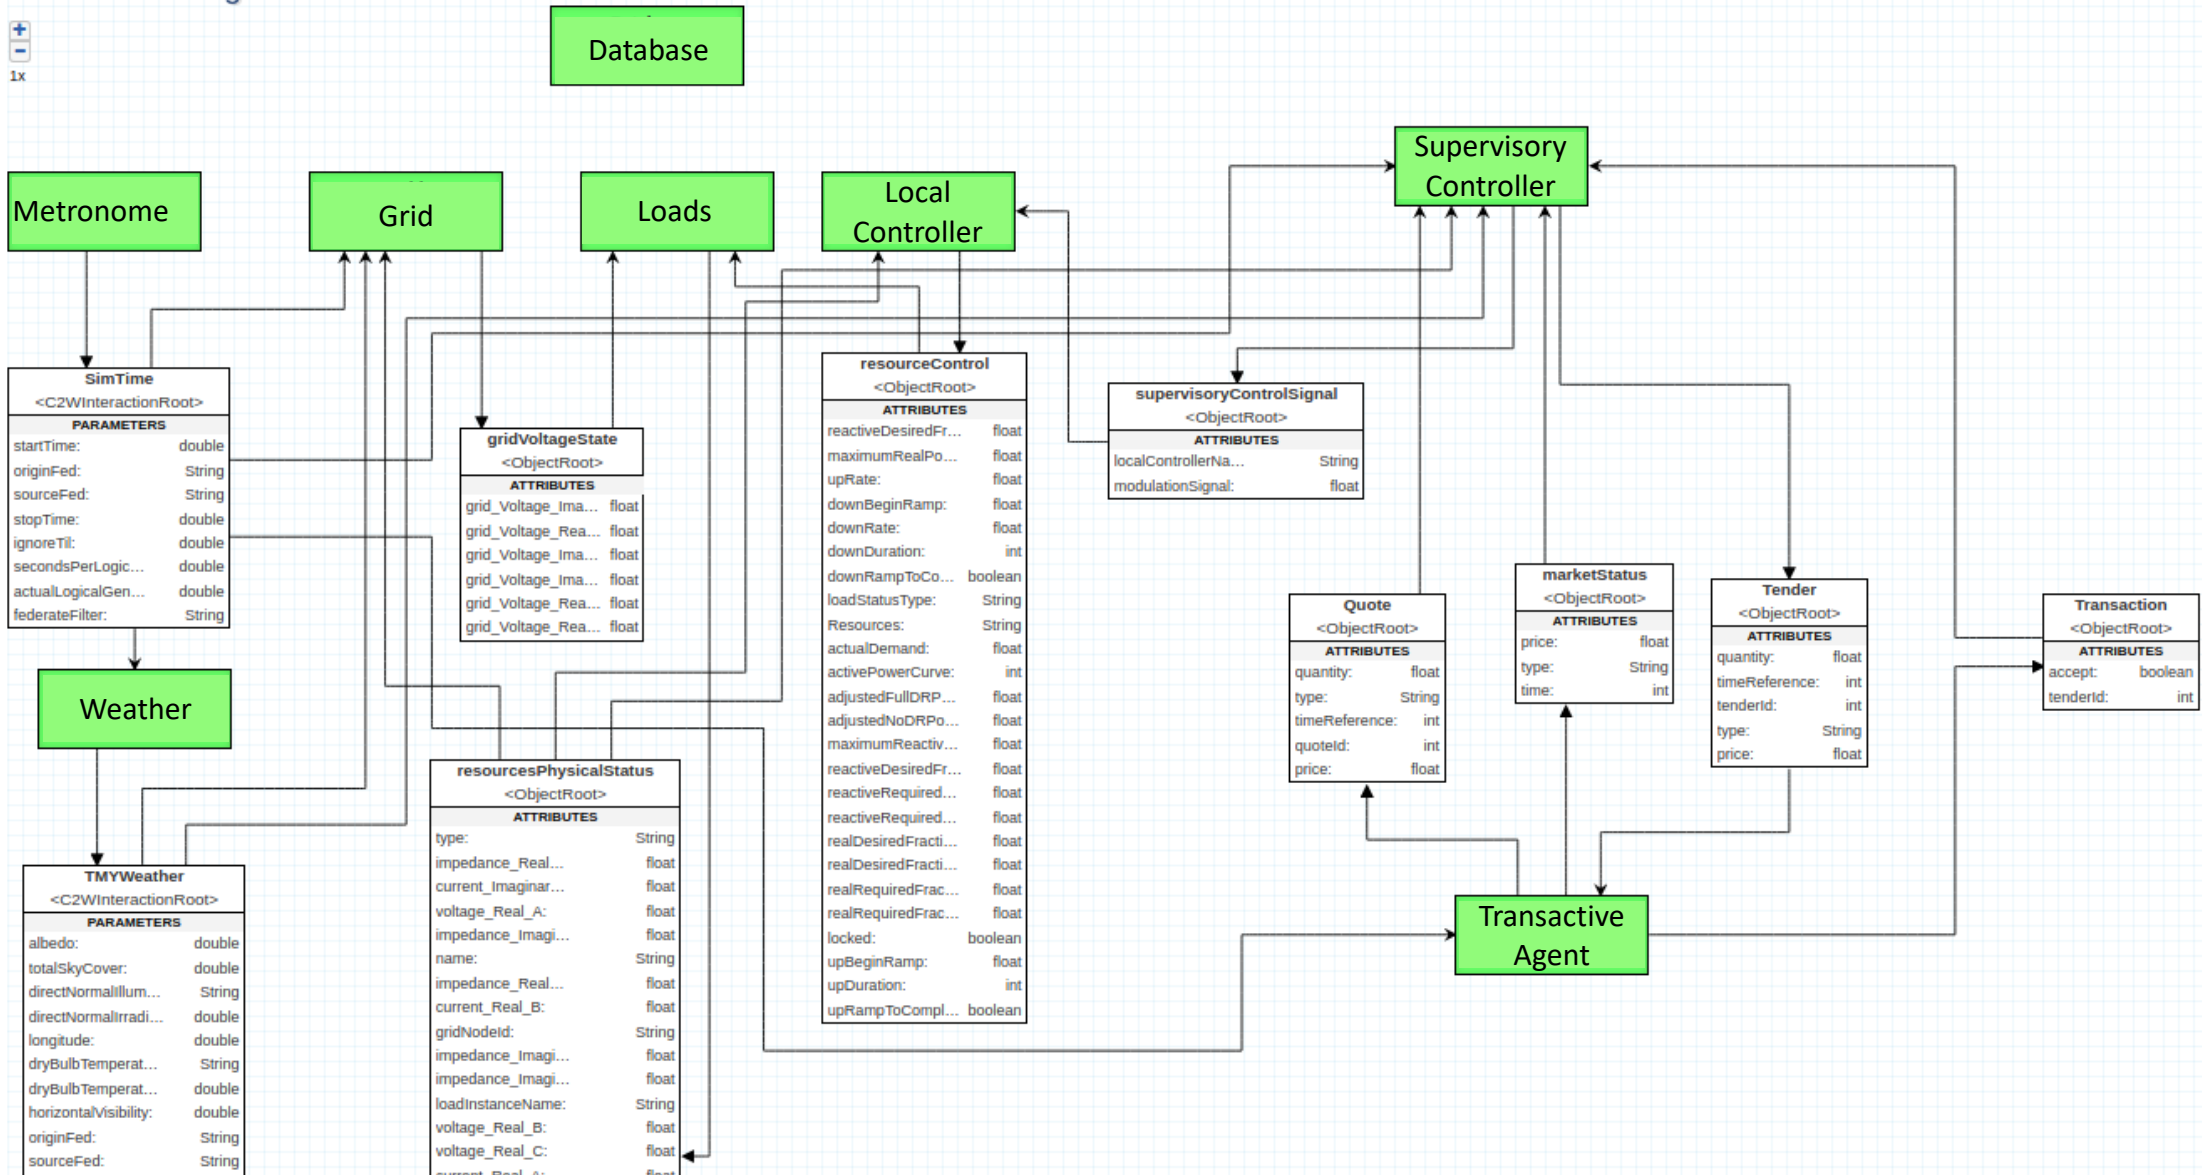 1x
Database
Supervisory
Controller
Metronome
Grid
Loads
Local
Controller
SimTime
<C2WInteractionRoot>
PARAMETERS
startTime: double
originFed: String
sourceFed: String
stopTime: double
ignoreTil: double
secondsPerLogic... double
actualLogicalGen... double
federateFilter: String
gridVoltageState
<ObjectRoot>
ATTRIBUTES
grid_Voltage_Ima... float
grid_Voltage_Rea... float
grid_Voltage_Ima... float
grid_Voltage_Ima... float
grid_Voltage_Rea... float
grid_Voltage_Rea... float
resourceControl
<ObjectRoot>
ATTRIBUTES
reactiveDesiredFr... float
maximumRealPo... float
upRate: float
downBeginRamp: float
downRate: float
downDuration: int
downRampToCo... boolean
loadStatusType: String
Resources: String
actualDemand: float
activePowerCurve: int
adjustedFullDRP... float
adjustedNoDRPo... float
maximumReactiv... float
reactiveDesiredFr... float
reactiveRequired... float
reactiveRequired... float
realDesiredFracti... float
realDesiredFracti... float
realRequiredFrac... float
realRequiredFrac... float
locked: boolean
upBeginRamp: float
upDuration: int
upRampToCompl... boolean
supervisoryControlSignal
<ObjectRoot>
ATTRIBUTES
localControllerNa... String
modulationSignal: float
Quote
<ObjectRoot>
ATTRIBUTES
quantity: float
type: String
timeReference: int
quoteId: int
price: float
marketStatus
<ObjectRoot>
ATTRIBUTES
price: float
type: String
time: int
Tender
<ObjectRoot>
ATTRIBUTES
quantity: float
timeReference: int
tenderId: int
type: String
price: float
Transaction
<ObjectRoot>
ATTRIBUTES
accept: boolean
tenderId: int
Weather
TMYWeather
<C2WInteractionRoot>
PARAMETERS
albedo: double
totalSkyCover: double
directNormalIllum... String
directNormalIrradi... double
longitude: double
dryBulbTemperat... String
dryBulbTemperat... double
horizontalVisibility: double
originFed: String
sourceFed: String
resourcesPhysicalStatus
<ObjectRoot>
ATTRIBUTES
type: String
impedance_Real... float
current_Imaginar... float
voltage_Real_A: float
impedance_Imagi... float
name: String
impedance_Real... float
current_Real_B: float
gridNodeId: String
impedance_Imagi... float
impedance_Imagi... float
loadInstanceName: String
voltage_Real_B: float
voltage_Real_C: float
current_Real_A: float
Transactive
Agent